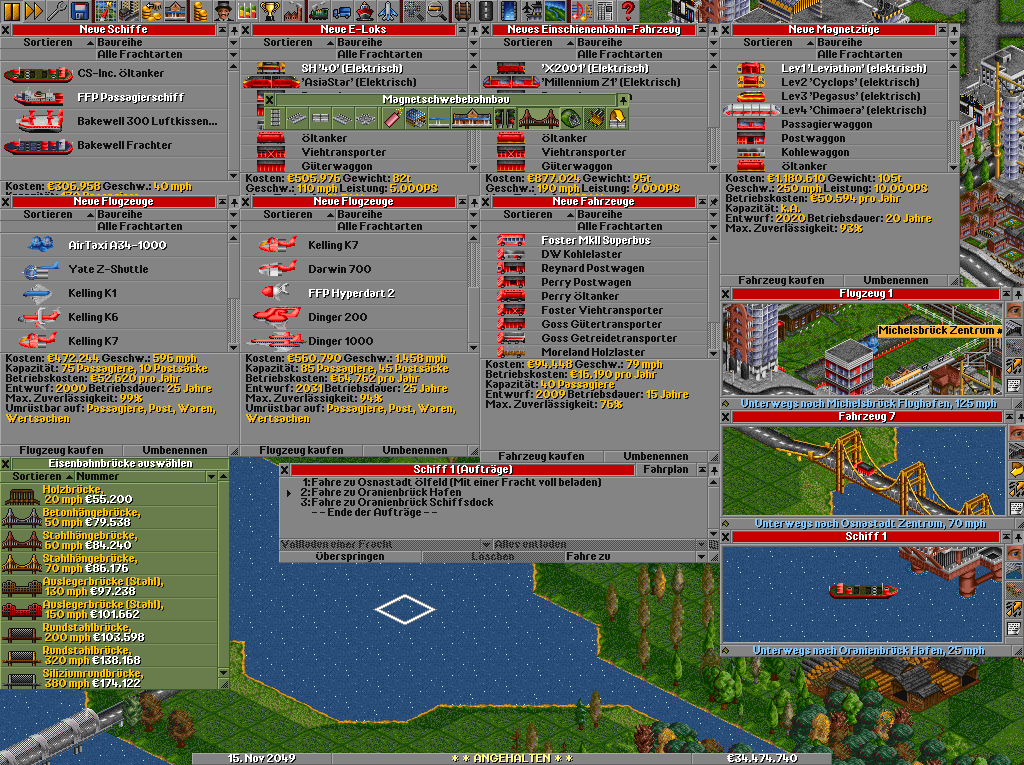 Neue Schiffe
Sortieren Baureihe
Alle Frachtarten
CS-Inc. Öltanker
FFP Passagierschiff
Bakewell 300 Luftkissen...
Bakewell Frachter
Kosten: €306.958 Geschw.: 40 mph
Neue E-Loks
Sortieren Baureihe
Alle Frachtarten
SH '40' (Elektrisch)
'AsiaStar' (Elektrisch)
Öltanker
Viehtransporter
Güterwaggon
Kosten: €505.976 Gewicht: 82t
Geschw.: 110 mph Leistung: 5.000PS
Neues Einschienenbahn-Fahrzeug
Sortieren Baureihe
Alle Frachtarten
'X2001' (Elektrisch)
'Millennium Z1' (Elektrisch)
Öltanker
Viehtransporter
Güterwaggon
Kosten: €877.024 Gewicht: 95t
Geschw.: 190 mph Leistung: 9.000PS
Magnetschwebebahnbau
Neue Magnetzüge
Sortieren Baureihe
Alle Frachtarten
Lev1 'Leviathan' (elektrisch)
Lev2 'Cyclops' (elektrisch)
Lev3 'Pegasus' (elektrisch)
Lev4 'Chimaera' (elektrisch)
Passagierwaggon
Postwaggon
Kohlewaggon
Öltanker
Kosten: €1.180.610 Gewicht: 105t
Geschw.: 250 mph Leistung: 10.000PS
Betriebskosten: €50.594 pro Jahr
Kapazität: k.A.
Entwurf: 2020 Betriebsdauer: 20 Jahre
Max. Zuverlässigkeit: 93%
Fahrzeug kaufen Umbenennen
Neue Flugzeuge
Sortieren Baureihe
Alle Frachtarten
AirTaxi A34-1000
Yate Z-Shuttle
Kelling K1
Kelling K6
Kelling K7
Kosten: €472.244 Geschw.: 596 mph
Kapazität: 75 Passagiere, 10 Postsäcke
Betriebskosten: €52.620 pro Jahr
Entwurf: 2000 Betriebsdauer: 25 Jahre
Max. Zuverlässigkeit: 99%
Umrüstbar auf: Passagiere, Post, Waren,
Wertsachen
Flugzeug kaufen Umbenennen
Neue Flugzeuge
Sortieren Baureihe
Alle Frachtarten
Kelling K7
Darwin 700
FFP Hyperdart 2
Dinger 200
Dinger 1000
Kosten: €560.790 Geschw.: 1.458 mph
Kapazität: 85 Passagiere, 45 Postsäcke
Betriebskosten: €64.762 pro Jahr
Entwurf: 2031 Betriebsdauer: 25 Jahre
Max. Zuverlässigkeit: 94%
Umrüstbar auf: Passagiere, Post, Waren,
Wertsachen
Flugzeug kaufen Umbenennen
Neue Fahrzeuge
Sortieren Baureihe
Alle Frachtarten
Foster MkII Superbus
DW Kohlelaster
Reynard Postwagen
Perry Postwagen
Perry Öltanker
Foster Viehtransporter
Goss Gütertransporter
Goss Getreidetransporter
Moreland Holzlaster
Kosten: €94.448 Geschw.: 79 mph
Betriebskosten: €16.190 pro Jahr
Kapazität: 40 Passagiere
Entwurf: 2009 Betriebsdauer: 15 Jahre
Max. Zuverlässigkeit: 76%
Fahrzeug kaufen Umbenennen
Flugzeug 1
Michelsbrück Zentrum
Unterwegs nach Michelsbrück Flughafen, 125 mph
Fahrzeug 7
Unterwegs nach Osnastadt Zentrum, 70 mph
Schiff 1
Unterwegs nach Oranienbrück Hafen, 25 mph
Eisenbahnbrücke auswählen
Sortieren Nummer
Holzbrücke,
20 mph €55.200
Betonhängebrücke,
50 mph €79.538
Stahlhängebrücke,
60 mph €84.240
Stahlhängebrücke,
70 mph €86.176
Auslegerbrücke (Stahl),
130 mph €97.238
Auslegerbrücke (Stahl),
150 mph €101.662
Rundstahlbrücke,
200 mph €103.598
Rundstahlbrücke,
320 mph €138.168
Siliziumrundbrücke,
380 mph €174.122
Schiff 1 (Aufträge) Fahrplan
1:Fahre zu Osnastadt Ölfeld (Mit einer Fracht voll beladen)
2:Fahre zu Oranienbrück Hafen
3:Fahre zu Oranienbrück Schiffsdock
- - Ende der Aufträge - -
Vollladen einer Fracht Alles entladen
Überspringen Löschen Fahre zu
15. Nov 2049
* * ANGEHALTEN * *
€34.474.740